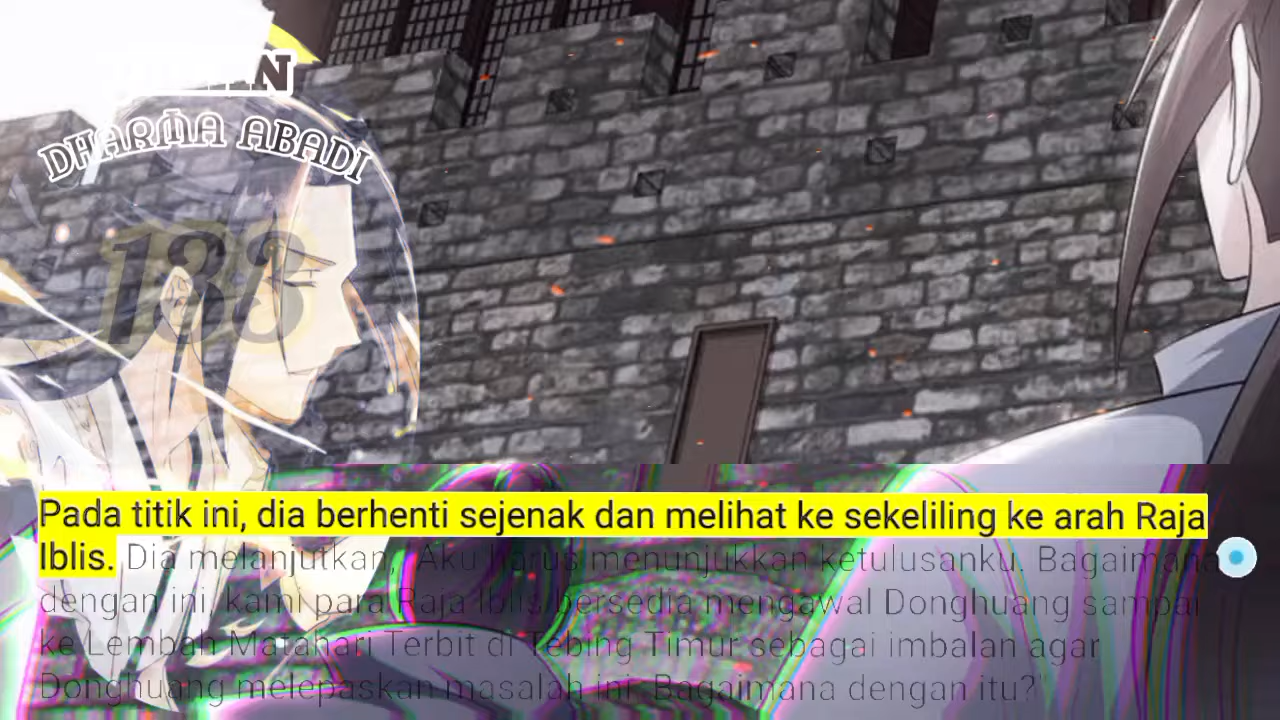 DHARMA ABADI
Pada titik ini, dia berhenti sejenak dan melihat ke sekeliling ke arah Raja
Iblis. Dia melanjutkan, "Aku harus menunjukkan ketulusanku. Bagaimana
dengan ini, kami para Raja Iblis bersedia mengawal Donghuang sampai
ke Lembah Matahari Terbit di Tebing Timur sebagai imbalan agar
Donghuang melepaskan masalah ini. Bagaimana dengan itu?"